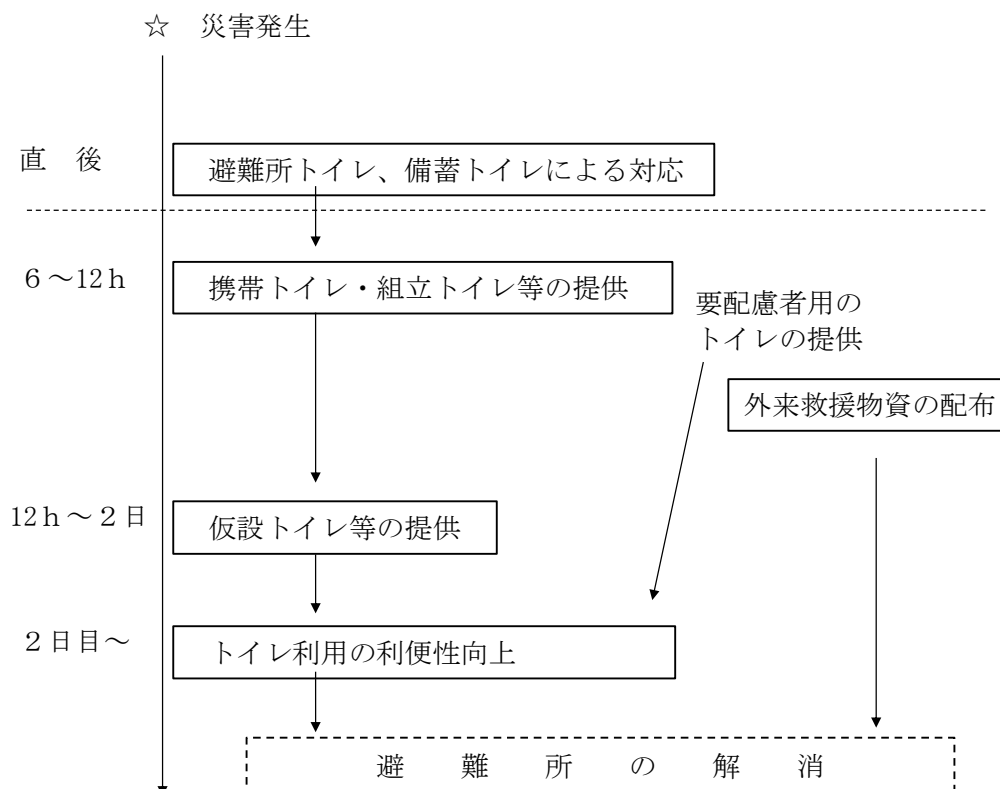 ☆　災害発生
直　後
避難所トイレ、備蓄トイレによる対応
６～12ｈ
携帯トイレ・組立トイレ等の提供
要配慮者用の
トイレの提供
外来救援物資の配布
12ｈ～２日
仮設トイレ等の提供
２日目～
トイレ利用の利便性向上
避　難　所　の　解　消